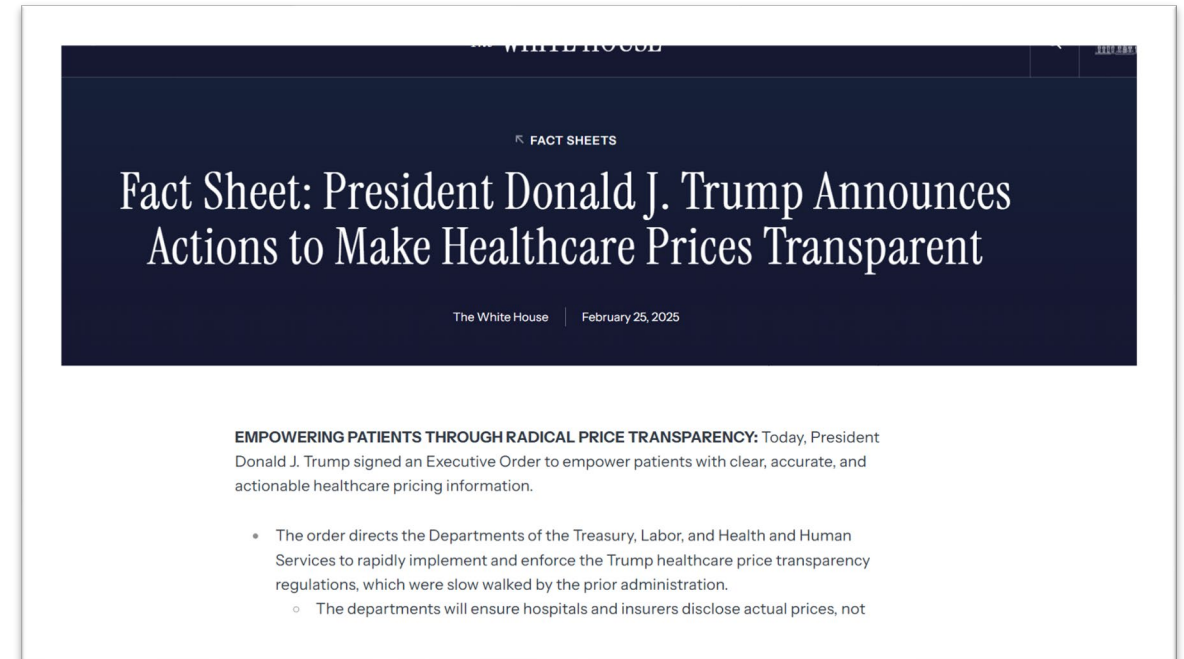 THE WHITE HOUSE
FACT SHEETS
Fact Sheet: President Donald J. Trump Announces
Actions to Make Healthcare Prices Transparent
The White House
February 25, 2025
EMPOWERING PATIENTS THROUGH RADICAL PRICE TRANSPARENCY: Today, President
Donald J. Trump signed an Executive Order to empower patients with clear, accurate, and
actionable healthcare pricing information.
The order directs the Departments of the Treasury, Labor, and Health and Human
Services to rapidly implement and enforce the Trump healthcare price transparency
regulations, which were slow walked by the prior administration.
The departments will ensure hospitals and insurers disclose actual prices, not